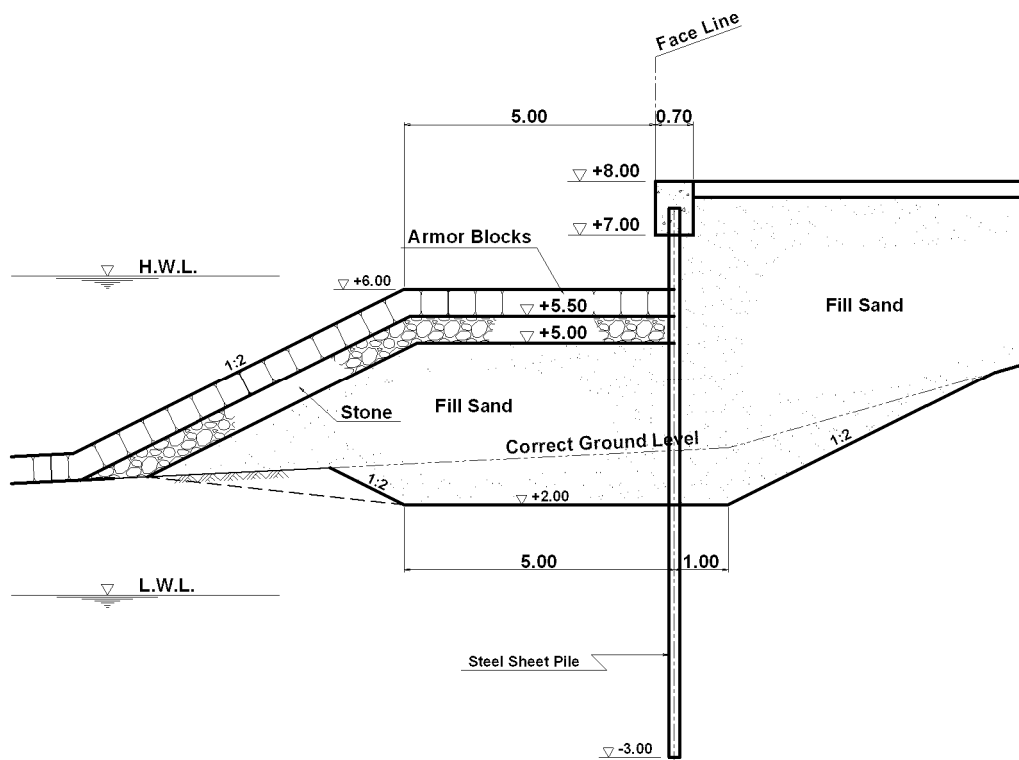 Face Line
5.00
0.70
+8.00
+7.00
Armor Blocks
H.W.L.
+6.00
+5.50
+5.00
Fill Sand
1:2
Stone
Fill Sand
Correct Ground Level
1:2
1:2
+2.00
5.00
1.00
L.W.L.
Steel Sheet Pile
-3.00